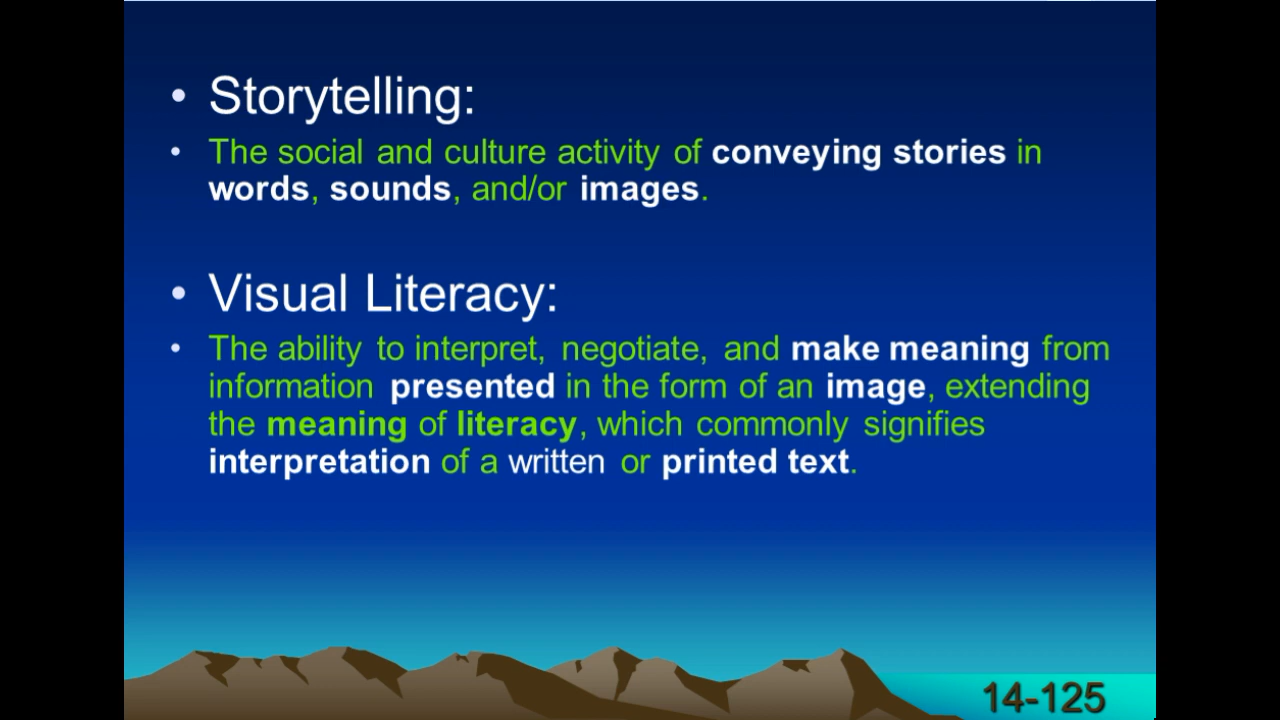 • Storytelling:
• The social and culture activity of conveying stories in
words, sounds, and/or images.
• Visual Literacy:
• The ability to interpret, negotiate, and make meaning from
information presented in the form of an image, extending
the meaning of literacy, which commonly signifies
interpretation of a written or printed text.
14-125